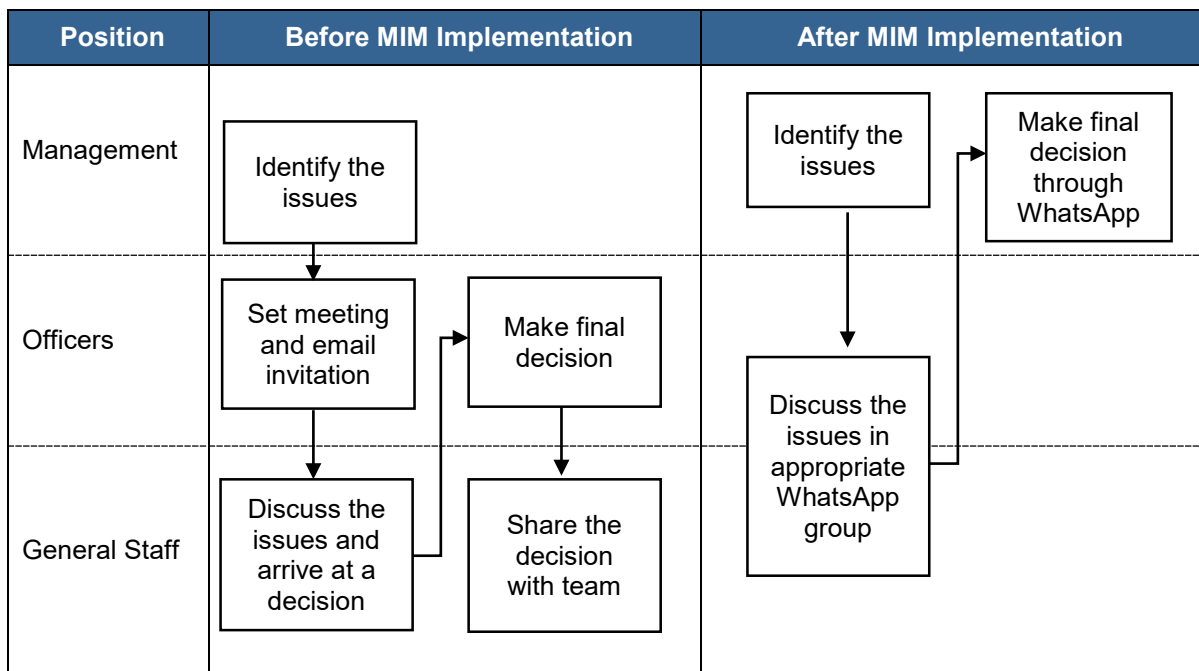 Position
Before MIM Implementation
After MIM Implementation
Management
Identify the
issues
Identify the
issues
Make final
decision
through
WhatsApp
Officers
Set meeting
and email
invitation
Make final
decision
Discuss the
issues in
appropriate
WhatsApp
group
General Staff
Discuss the
issues and
arrive at a
decision
Share the
decision
with team